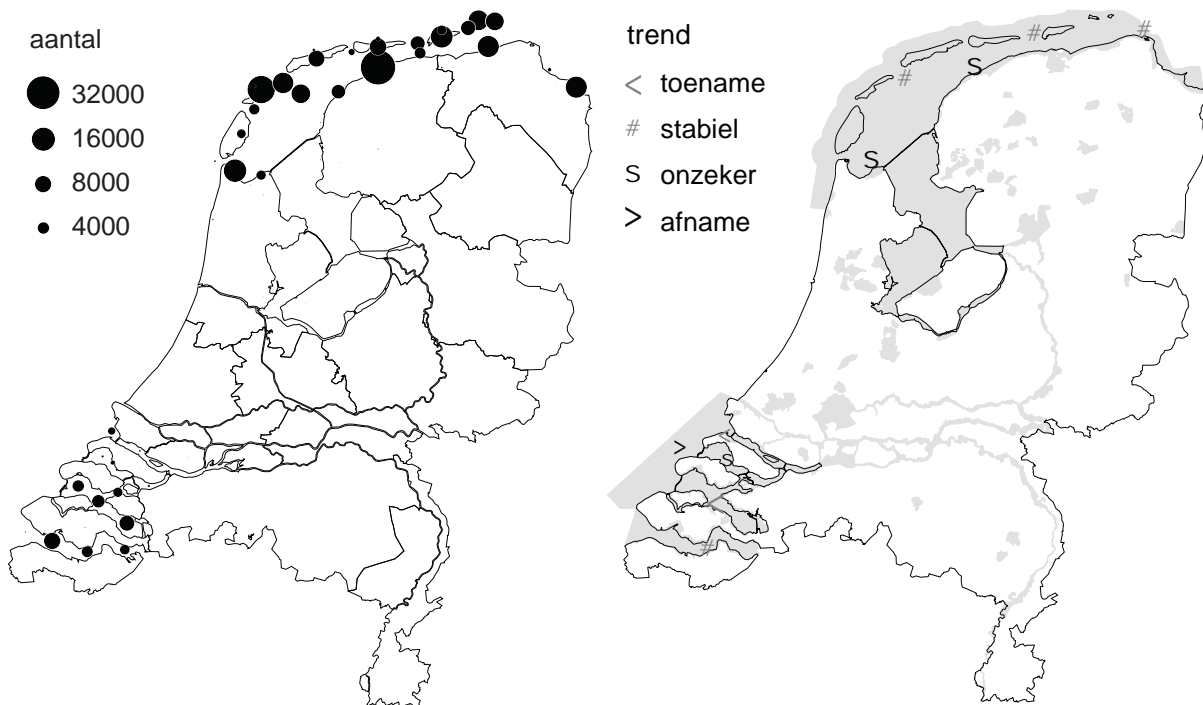 aantal
32000
16000
8000
4000
trend
< toename
# stabiel
S onzeker
> afname
#
#
#
S
S
>
S
#